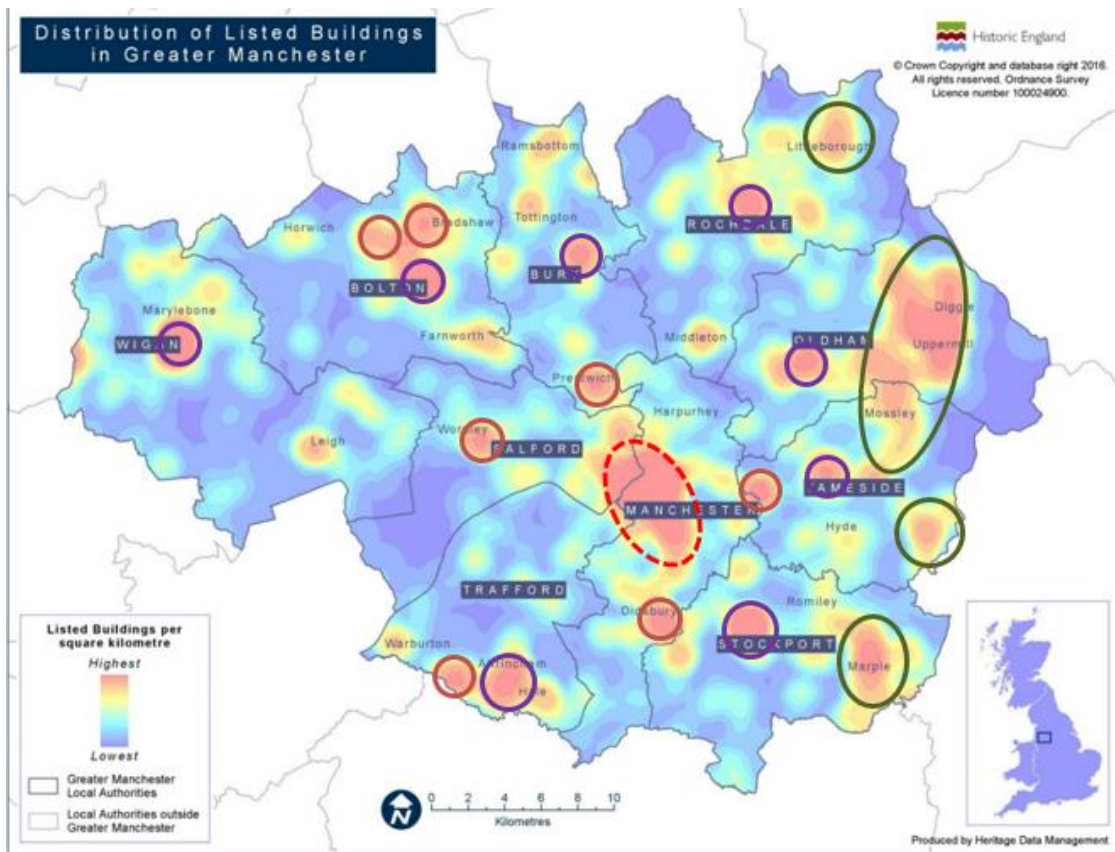 Distribution of Listed Buildings
in Greater Manchester
Historic England
© Crown Copyright and database right 2016.
All rights reserved. Ordnance Survey
Licence number 100024900.
Ramsbottom
Littleborough
Tottington
Horwich
Bradshaw
ROCHDALE
BURY
BOLTON
Marylebone
Diggle
WIGAN
Farnworth
Middleton
OLDHAM
Uppermill
Prestwich
Harpurhey
Mossley
Worsley
Leigh
SALFORD
TAMESIDE
MANCHESTER
Hyde
TRAFFORD
Didsbury
Romiley
STOCKPORT
Warburton
Altrincham
Marple
Hale
Listed Buildings per
square kilometre
Highest
Lowest
Greater Manchester
Local Authorities
Local Authorities outside
Greater Manchester
N
0 2 4 6 8 10
Kilometres
Produced by Heritage Data Management